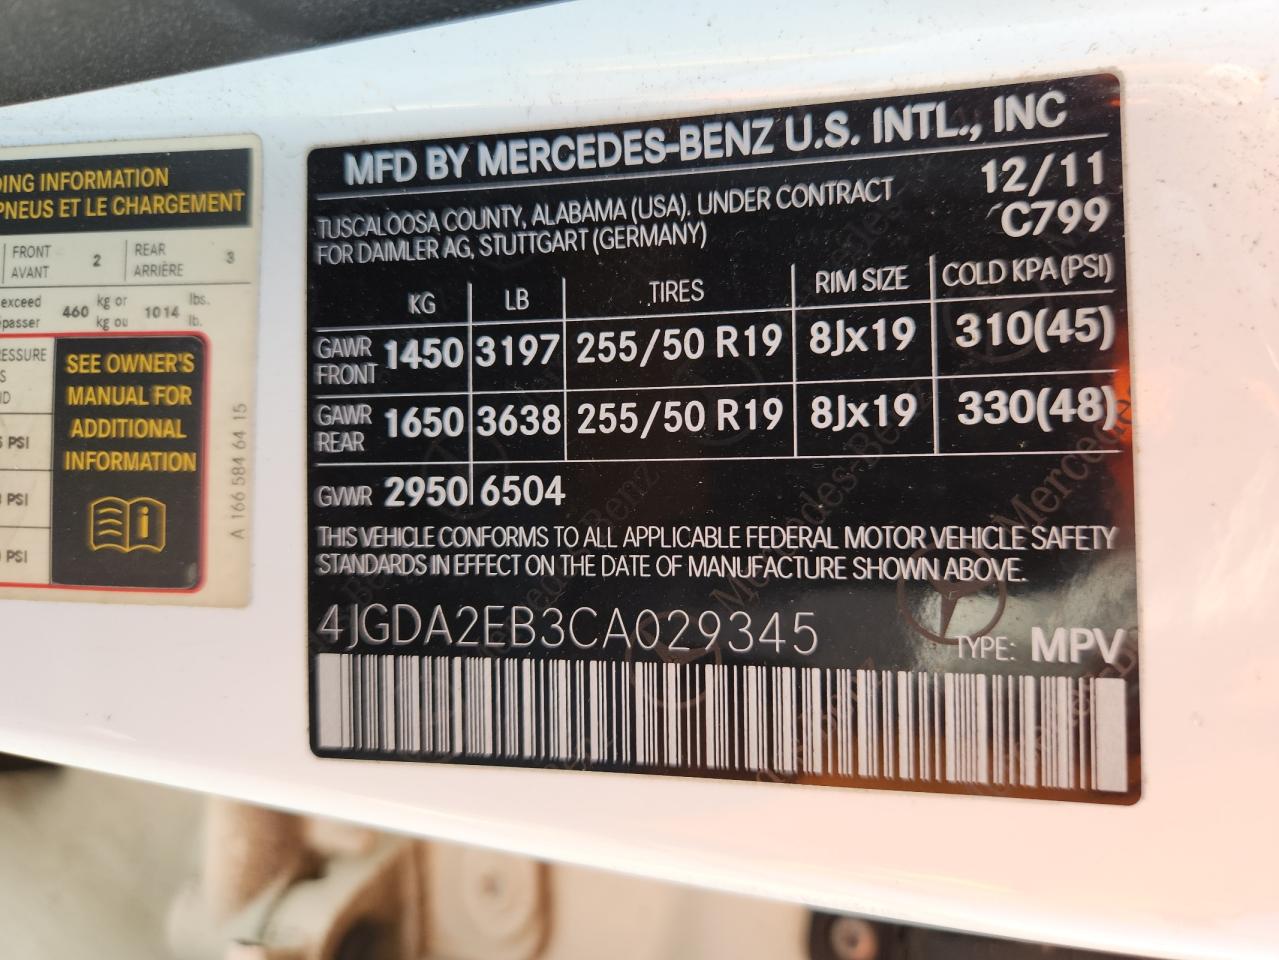 DING INFORMATION
PNEUS ET LE CHARGEMENT
FRONT
AVANT
2
REAR
ARRIÈRE
3
exceed 460 kg or 1014 lbs.
kg ou lb.
SEE OWNER'S
MANUAL FOR
ADDITIONAL
INFORMATION
PSI
PSI
PSI
A 166 584 64 15
MFD BY MERCEDES-BENZ U.S. INTL., INC
TUSCALOOSA COUNTY, ALABAMA (USA), UNDER CONTRACT 12/11
FOR DAIMLER AG, STUTTGART (GERMANY) C799
KG LB TIRES RIM SIZE COLD KPA (PSI)
GAWR FRONT 1450 3197 255/50 R19 8Jx19 310(45)
GAWR REAR 1650 3638 255/50 R19 8Jx19 330(48)
GVWR 2950 6504
THIS VEHICLE CONFORMS TO ALL APPLICABLE FEDERAL MOTOR VEHICLE SAFETY
STANDARDS IN EFFECT ON THE DATE OF MANUFACTURE SHOWN ABOVE.
4JGDA2EB3CA029345
TYPE: MPV